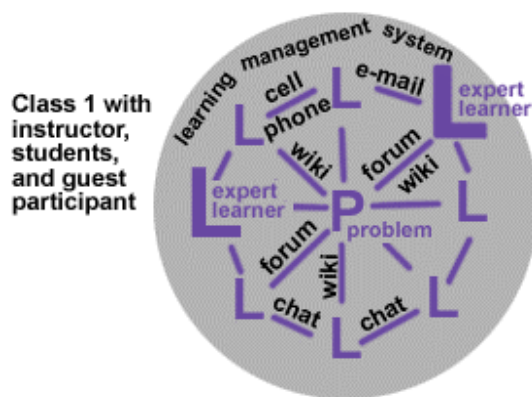 Class 1 with
instructor,
students,
and guest
participant
learning management system
cell
phone
e-mail
L
L
L
expert
learner
wiki
forum
wiki
L
expert
learner
P
problem
L
forum
wiki
L
chat
L
chat
L